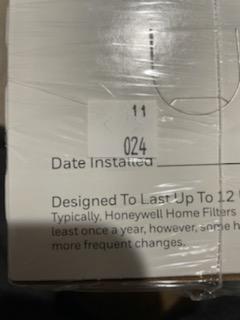 11
024
Date Installed
Designed To Last Up To 12
Typically, Honeywell Home Filters
least once a year, however, some h
more frequent changes.